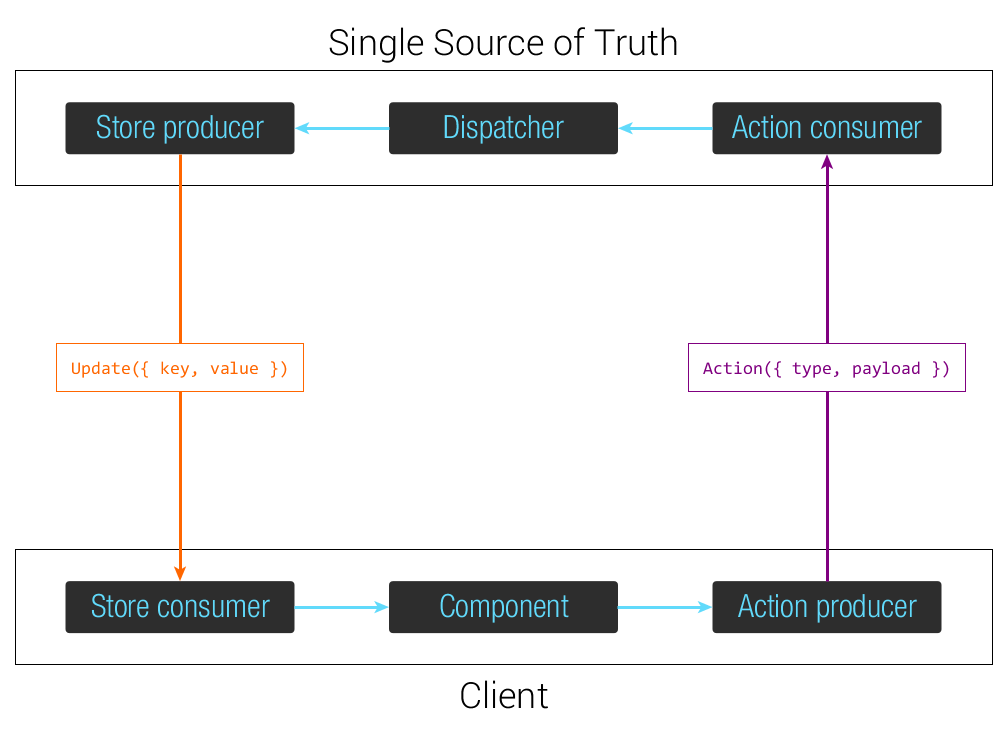 Single Source of Truth
Store producer
Dispatcher
Action consumer
Update({ key, value })
Action({ type, payload })
Store consumer
Component
Action producer
Client